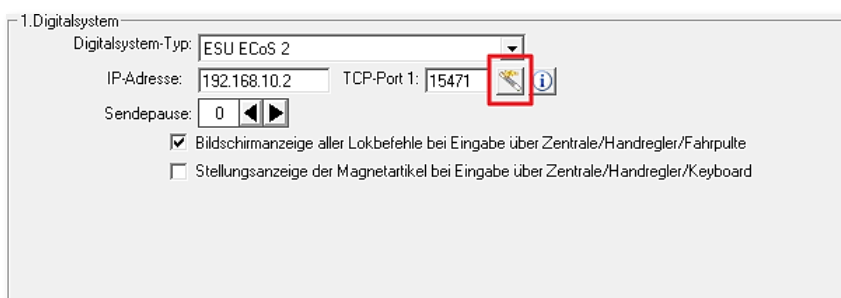 1.Digitalsystem
Digitalsystem-Typ: ESU ECoS 2
IP-Adresse: 192.168.10.2 TCP-Port 1: 15471
Sendepause: 0
Bildschirmanzeige aller Lokbefehle bei Eingabe über Zentrale/Handregler/Fahrpulte
Stellungsanzeige der Magnetartikel bei Eingabe über Zentrale/Handregler/Keyboard